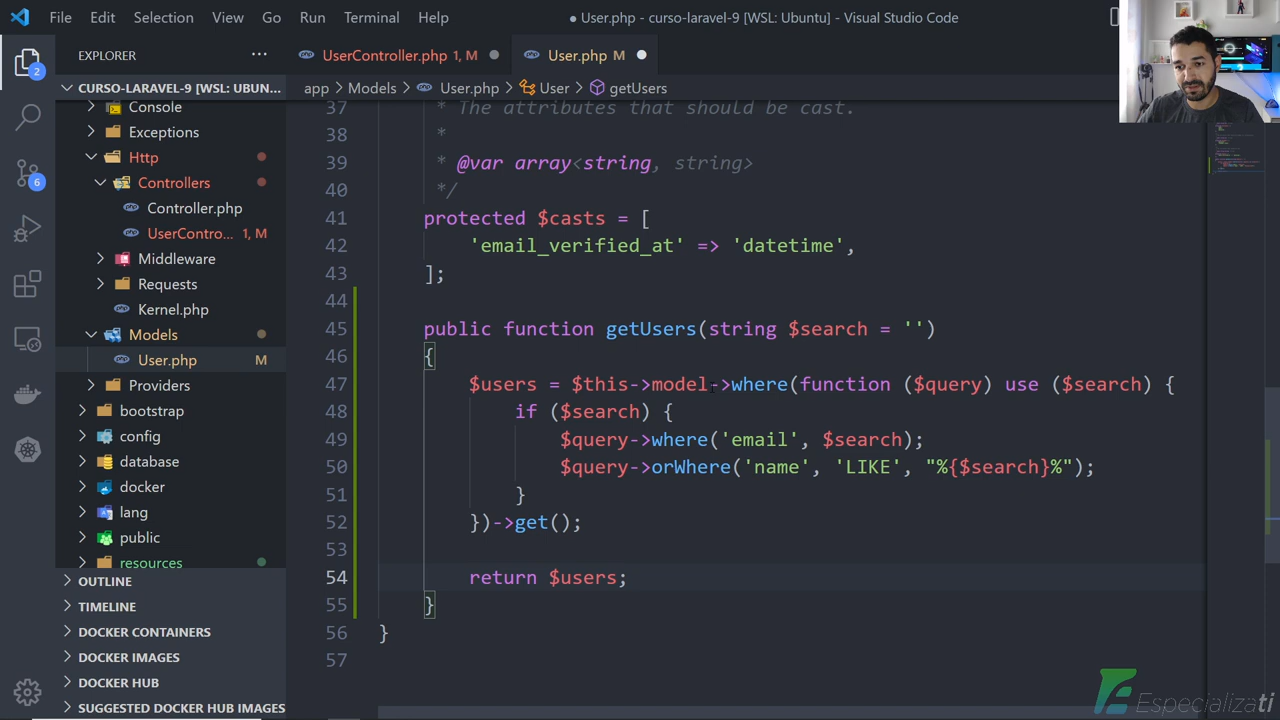 File Edit Selection View Go Run Terminal Help
● User.php - curso-laravel-9 [WSL: Ubuntu] - Visual Studio Code
EXPLORER ···
UserController.php 1, M
User.php M
2
CURSO-LARAVEL-9 [WSL: UBUN...
app > Models > User.php > User > getUsers
Console
Exceptions
Http
Controllers
Controller.php
UserContro... 1, M
Middleware
Requests
Kernel.php
Models
User.php M
Providers
bootstrap
config
database
docker
lang
public
resources
OUTLINE
TIMELINE
DOCKER CONTAINERS
DOCKER IMAGES
DOCKER HUB
SUGGESTED DOCKER HUB IMAGES
6
37 * The attributes that should be cast.
38 *
39 * @var array<string, string>
40 */
41 protected $casts = [
42 'email_verified_at' => 'datetime',
43 ];
44
45 public function getUsers(string $search = '')
46 {
47 $users = $this->model->where(function ($query) use ($search) {
48 if ($search) {
49 $query->where('email', $search);
50 $query->orWhere('name', 'LIKE', "%{$search}%");
51 }
52 })->get();
53
54 return $users;
55 }
56 }
57
Especializati